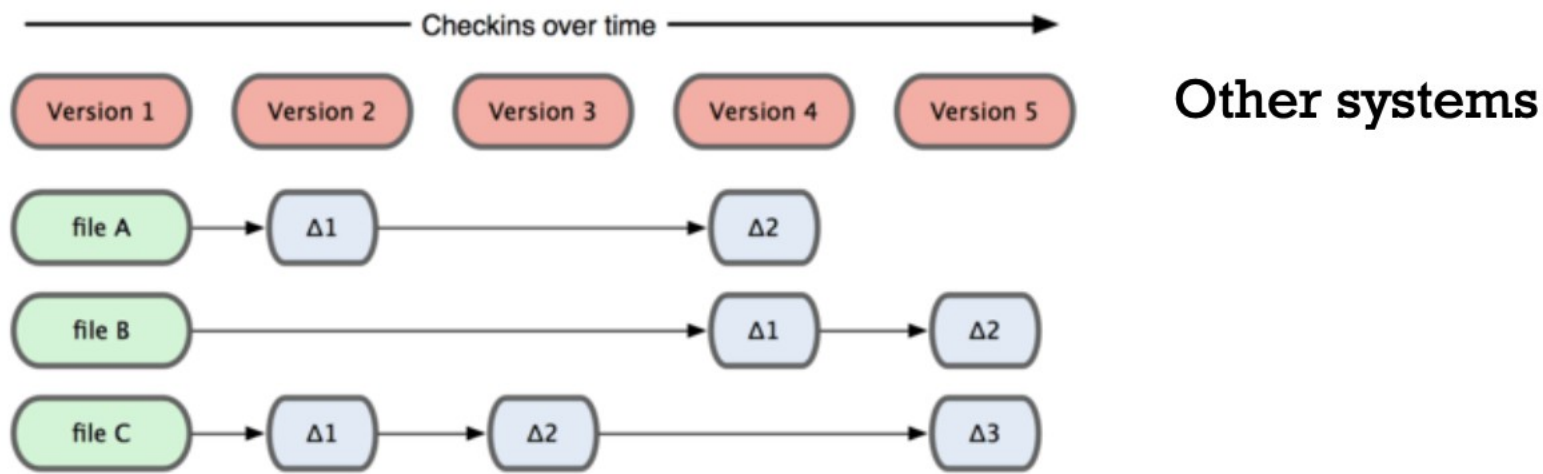 Checkins over time
Version 1 Version 2 Version 3 Version 4 Version 5
Other systems
file A Δ1 Δ2
file B Δ1 Δ2
file C Δ1 Δ2 Δ3